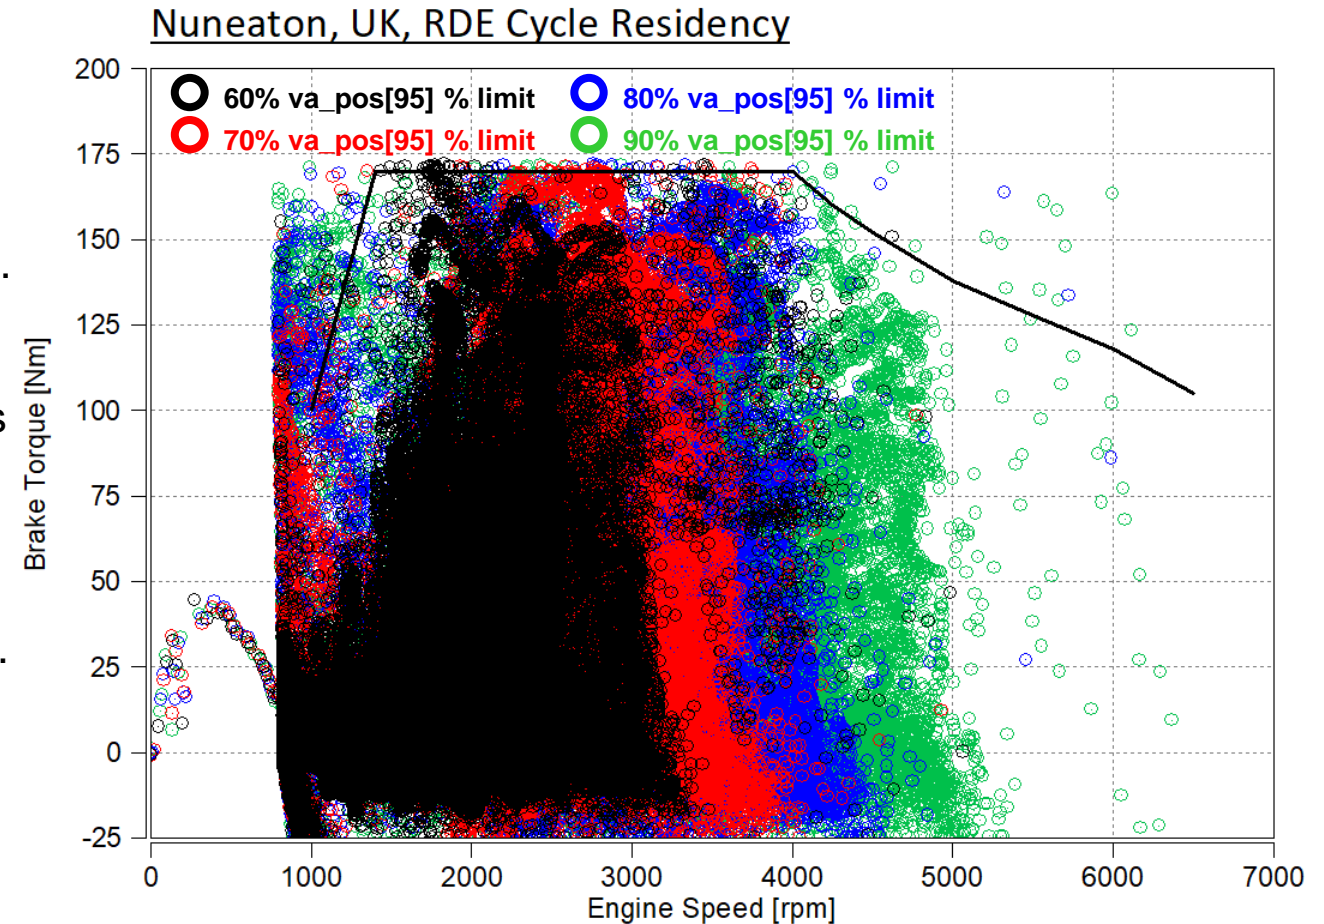 Nuneaton, UK, RDE Cycle Residency
60% va_pos[95] % limit
80% va_pos[95] % limit
70% va_pos[95] % limit
90% va_pos[95] % limit
200
175
150
125
100
75
50
25
0
-25
Brake Torque [Nm]
0 1000 2000 3000 4000 5000 6000 7000
Engine Speed [rpm]
.
s
.